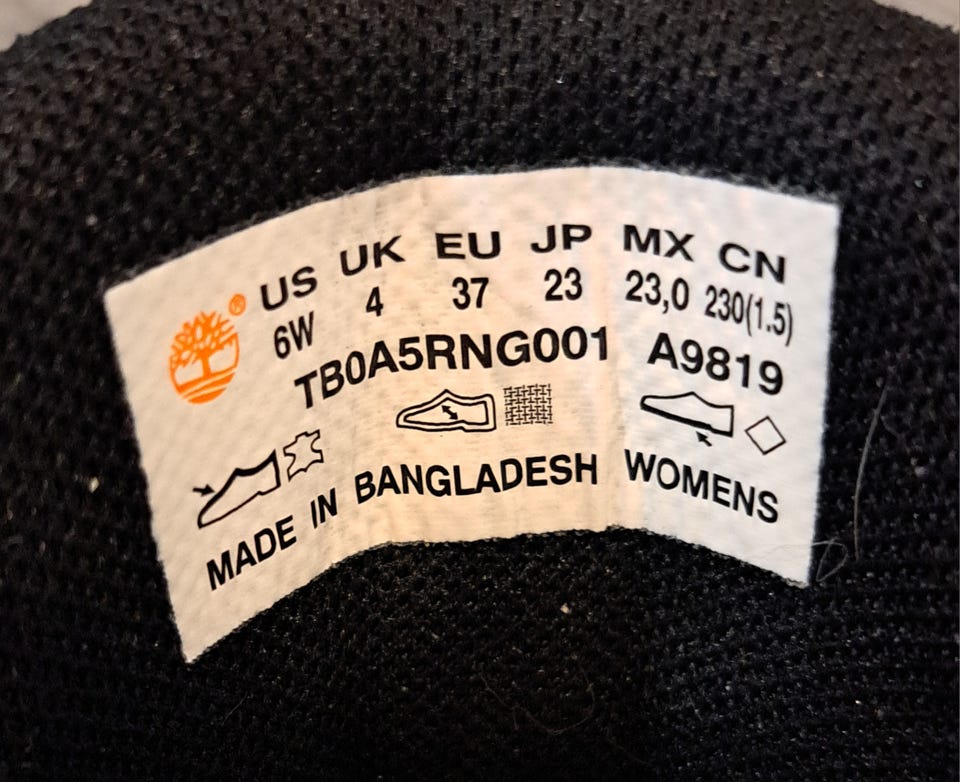 US UK EU JP MX CN
6W 4 37 23 23,0 230(1.5)
TB0A5RNG001 A9819
MADE IN BANGLADESH WOMENS
®